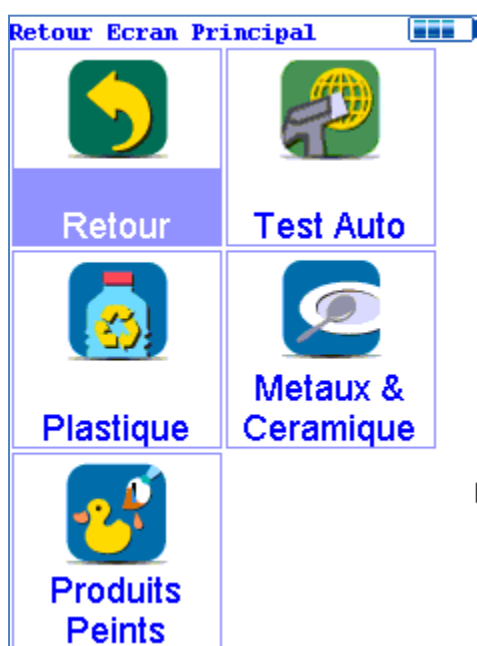 Retour Ecran Principal
Retour
Test Auto
Plastique
Metaux &
Ceramique
Produits
Peints